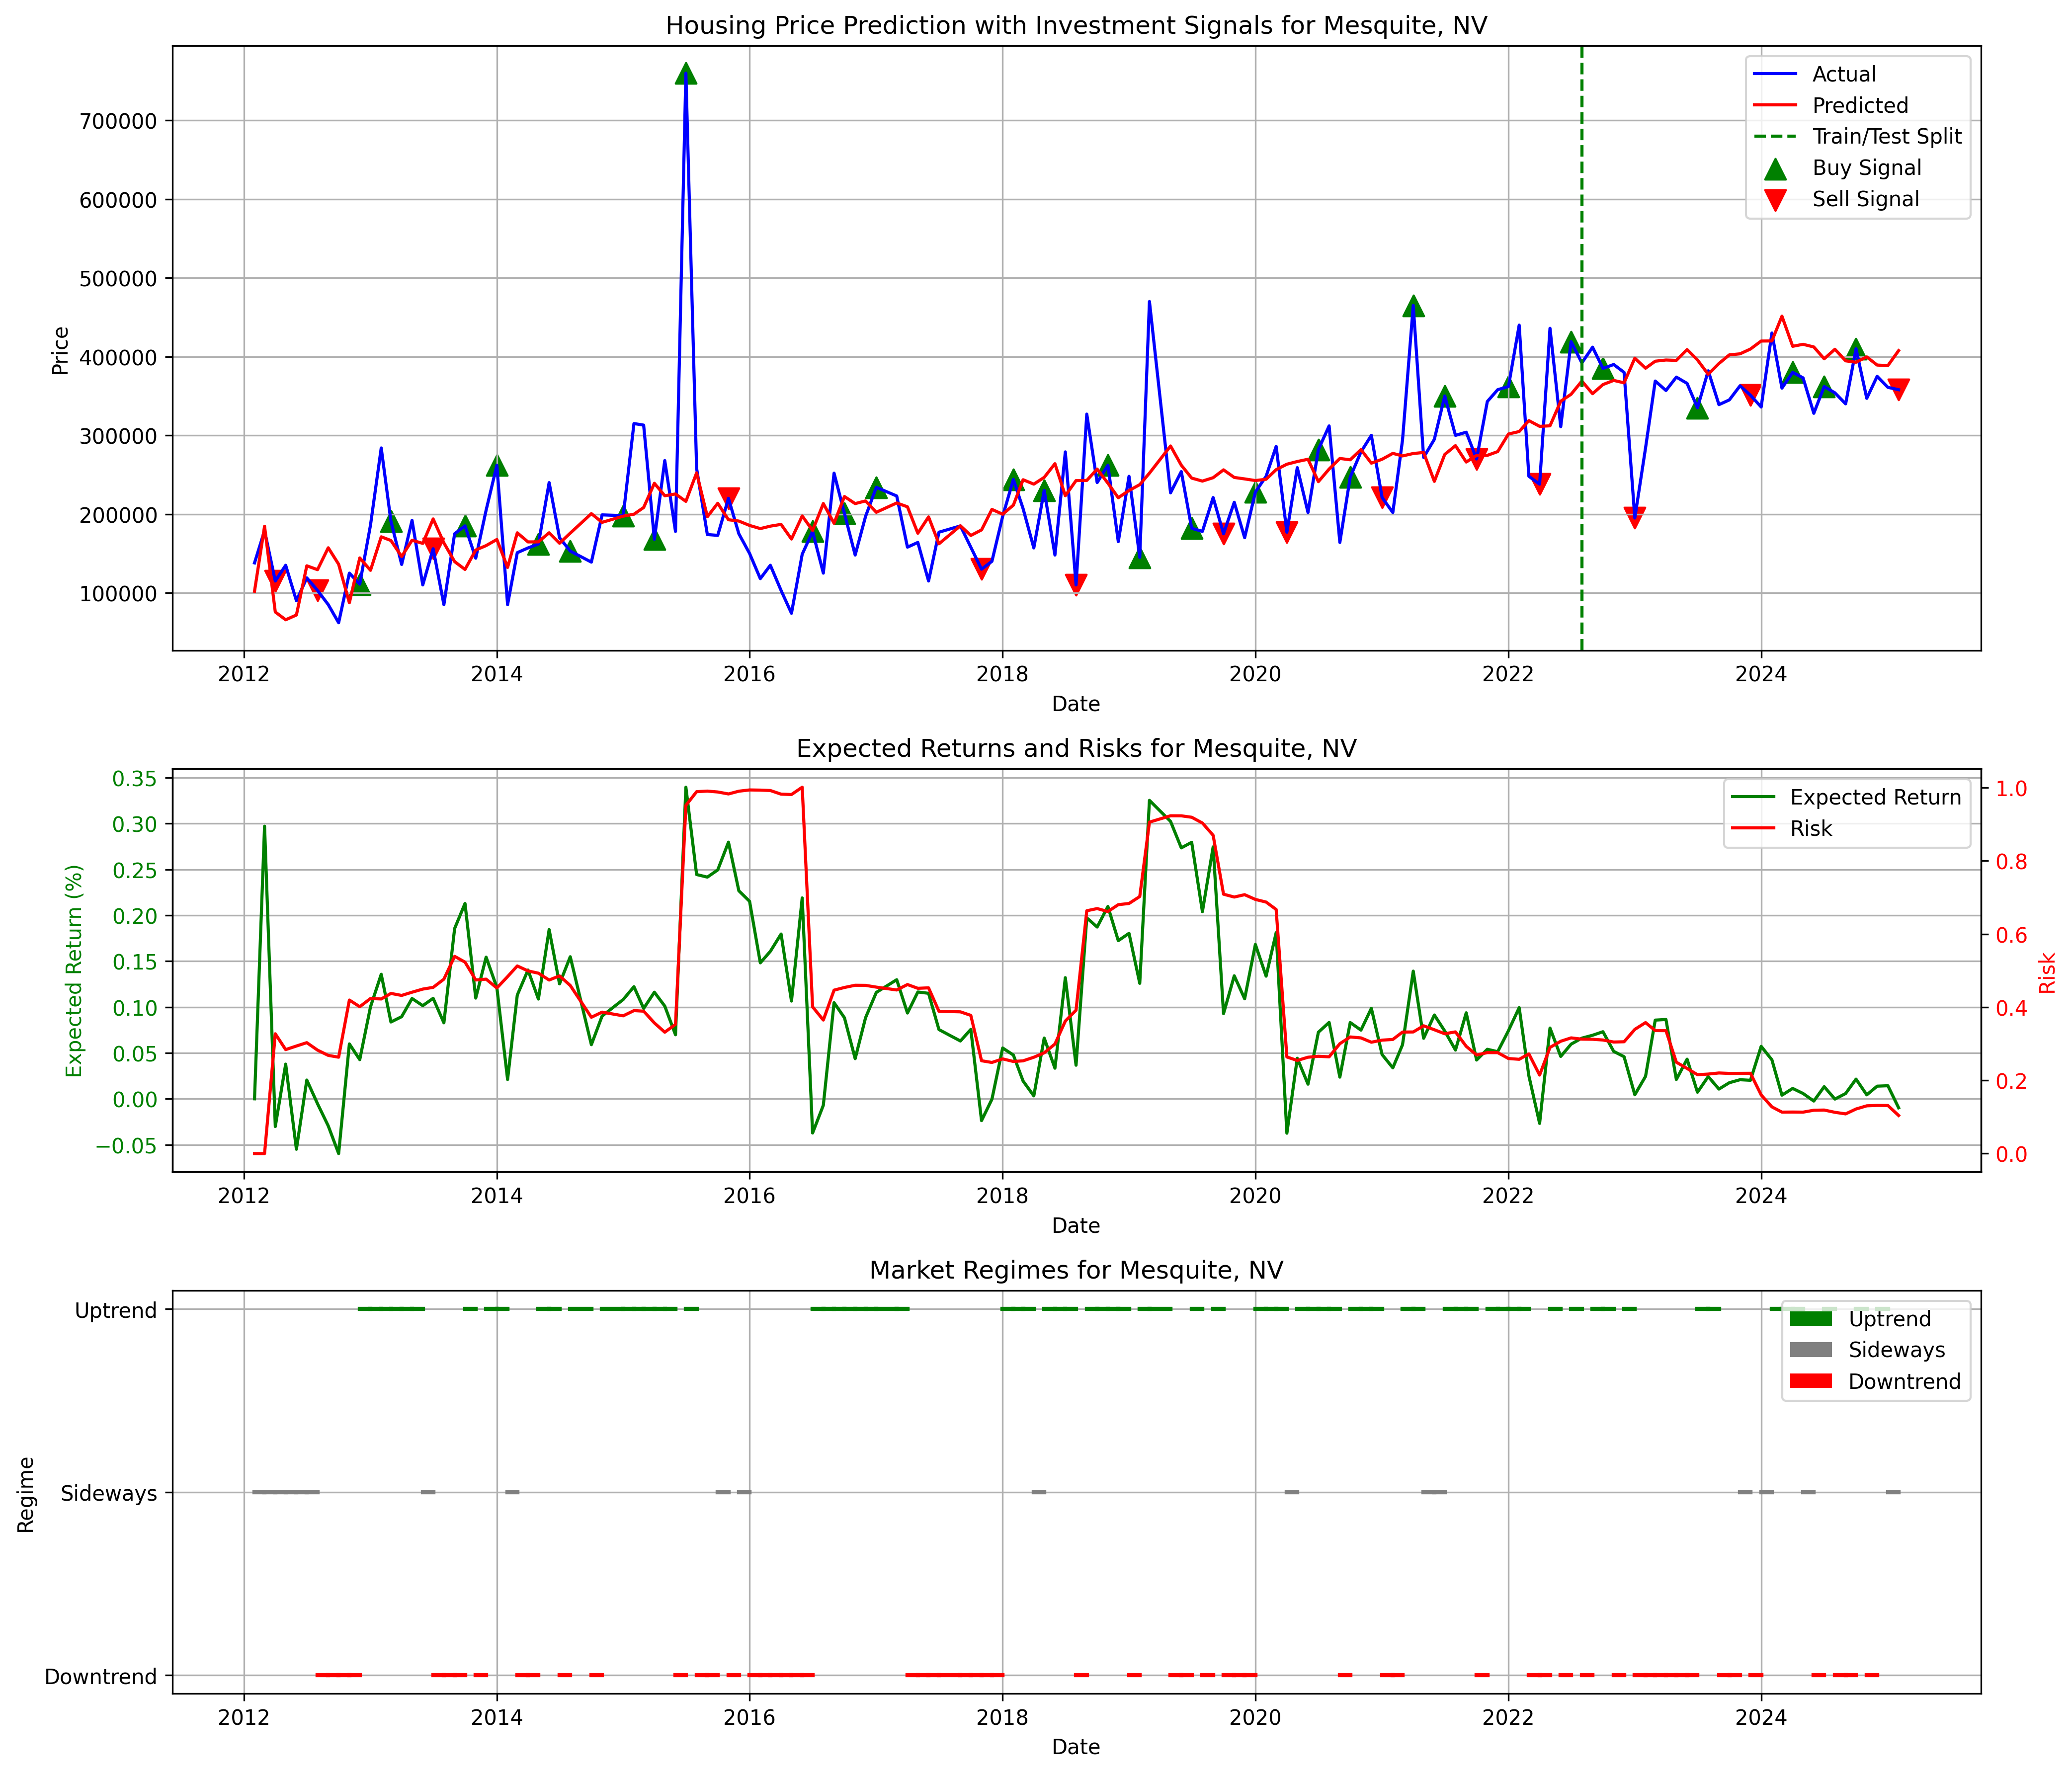 Housing Price Prediction with Investment Signals for Mesquite, NV
Price
700000
600000
500000
400000
300000
200000
100000
Actual
Predicted
Train/Test Split
Buy Signal
Sell Signal
2012 2014 2016 2018 2020 2022 2024
Date
Expected Returns and Risks for Mesquite, NV
Expected Return (%)
0.35
0.30
0.25
0.20
0.15
0.10
0.05
0.00
−0.05
Expected Return
Risk
1.0
0.8
0.6
0.4
0.2
0.0
Risk
2012 2014 2016 2018 2020 2022 2024
Date
Market Regimes for Mesquite, NV
Regime
Uptrend
Sideways
Downtrend
Uptrend
Sideways
Downtrend
2012 2014 2016 2018 2020 2022 2024
Date